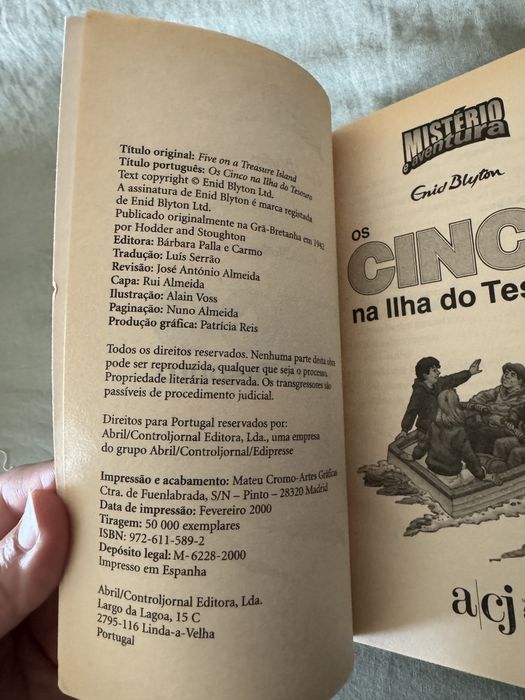 Título original: Five on a Treasure Island
Título português: Os Cinco na Ilha do Tesouro
Text copyright © Enid Blyton Ltd.
A assinatura de Enid Blyton é marca registada
de Enid Blyton Ltd.
Publicado originalmente na Grã-Bretanha em 1942
por Hodder and Stoughton
Editora: Bárbara Palla e Carmo
Tradução: Luís Serrão
Revisão: José António Almeida
Capa: Rui Almeida
Ilustração: Alain Voss
Paginação: Nuno Almeida
Produção gráfica: Patrícia Reis
Todos os direitos reservados. Nenhuma parte desta obra
pode ser reproduzida, qualquer que seja o processo.
Propriedade literária reservada. Os transgressores são
passíveis de procedimento judicial.
Direitos para Portugal reservados por:
Abril/Controljornal Editora, Lda., uma empresa
do grupo Abril/Controljornal/Edipresse
Impressão e acabamento: Mateu Cromo-Artes Gráficas
Ctra. de Fuenlabrada, S/N – Pinto – 28320 Madrid
Data de impressão: Fevereiro 2000
Tiragem: 50 000 exemplares
ISBN: 972-611-589-2
Depósito legal: M-6228-2000
Impresso em Espanha
Abril/Controljornal Editora, Lda.
Largo da Lagoa, 15 C
2795-116 Linda-a-Velha
Portugal
MISTÉRIO
e aventura
Enid Blyton
OS
CINC
na Ilha do Tes
a/cj